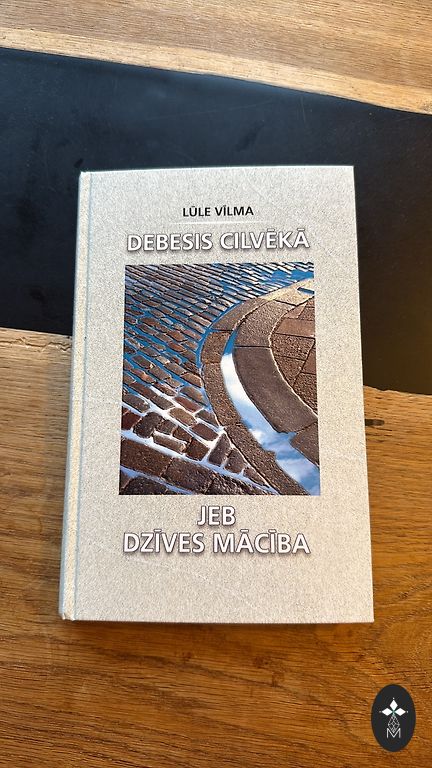 LŪLE VĪLMA
DEBESIS CILVĒKĀ
JEB
DZĪVES MĀCĪBA